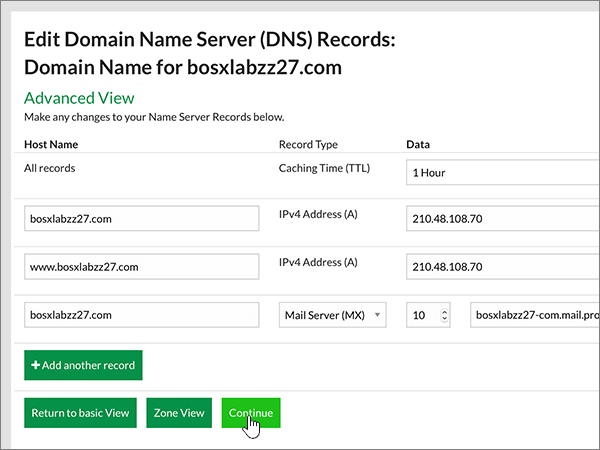 Edit Domain Name Server (DNS) Records:
Domain Name for bosxlabzz27.com
Advanced View
Make any changes to your Name Server Records below.
Host Name Record Type Data
All records Caching Time (TTL) 1 Hour
bosxlabzz27.com IPv4 Address (A) 210.48.108.70
www.bosxlabzz27.com IPv4 Address (A) 210.48.108.70
bosxlabzz27.com Mail Server (MX) 10 bosxlabzz27-com.mail.pro
+ Add another record
Return to basic View Zone View Continue